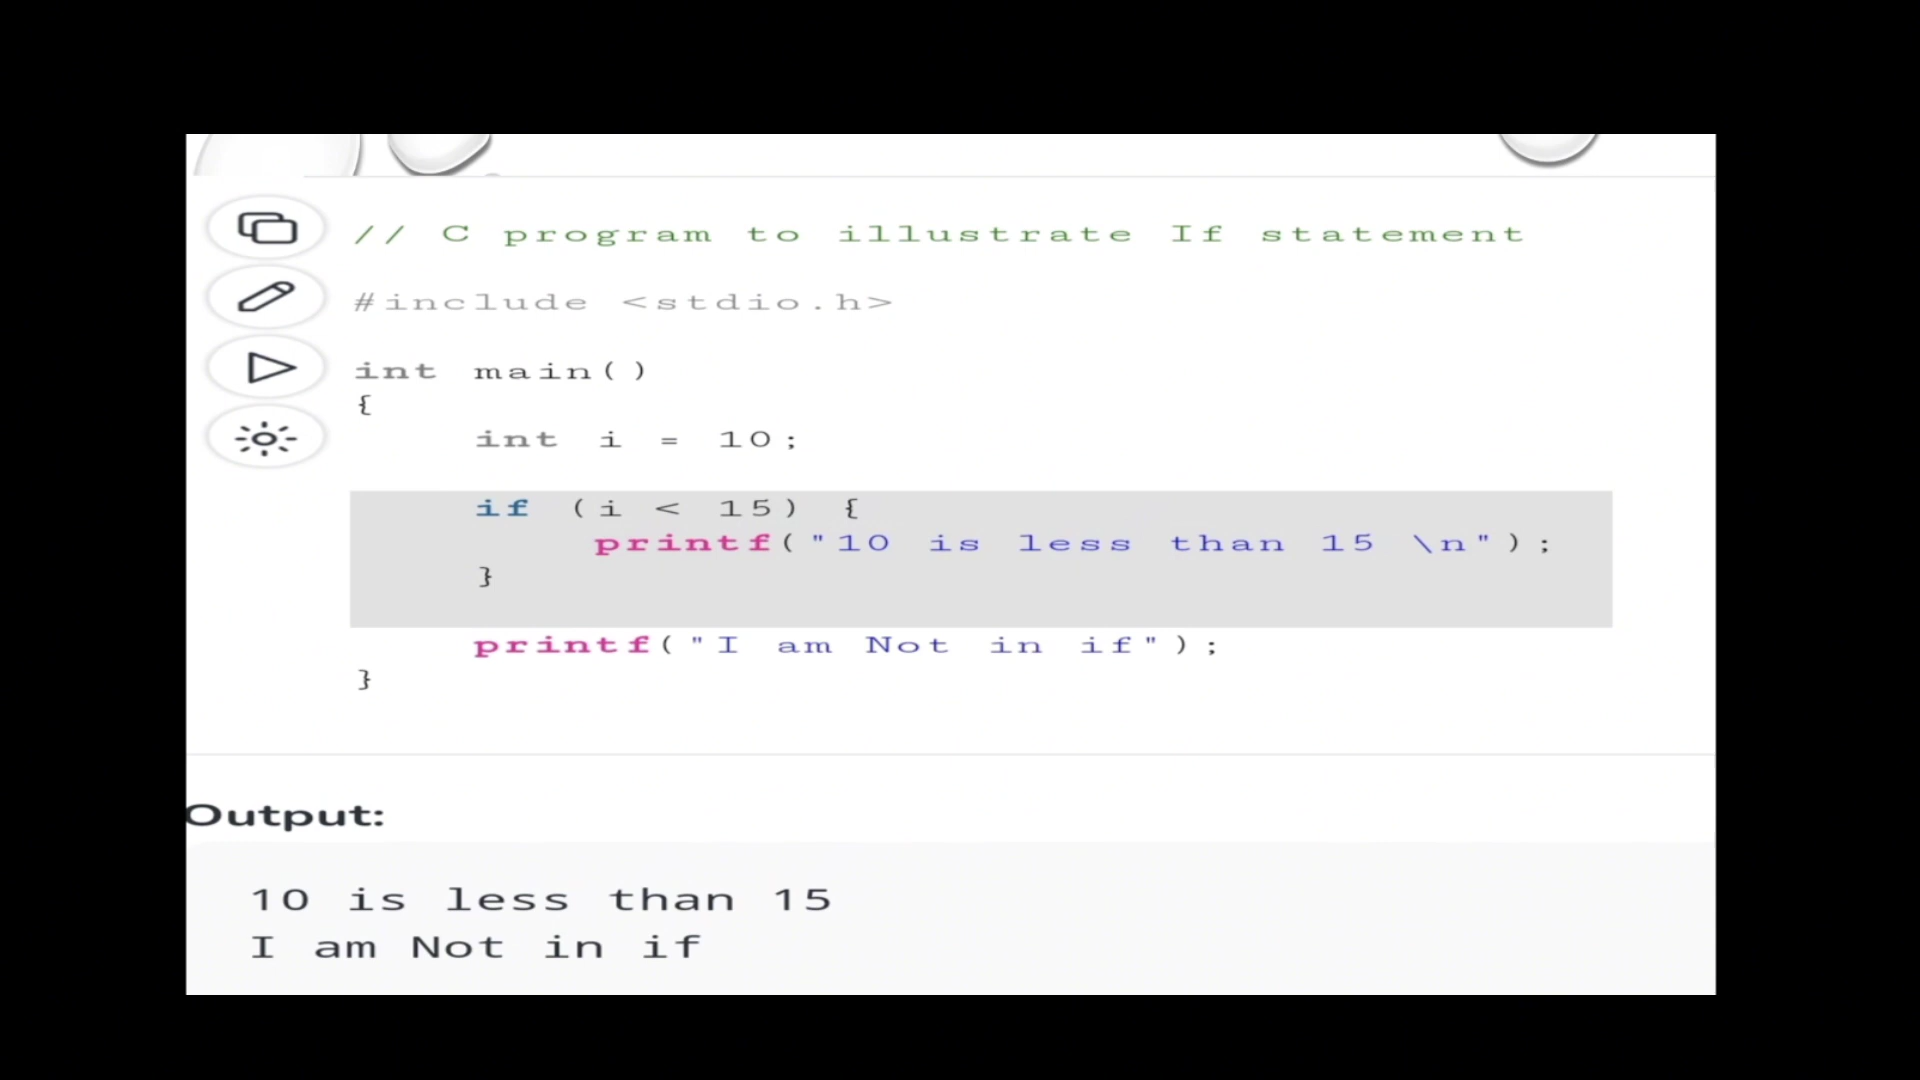 // C program to illustrate If statement
#include <stdio.h>
int main()
{
int i = 10;
if (i < 15) {
printf("10 is less than 15 \n");
}
printf("I am Not in if");
}
Output:
10 is less than 15
I am Not in if